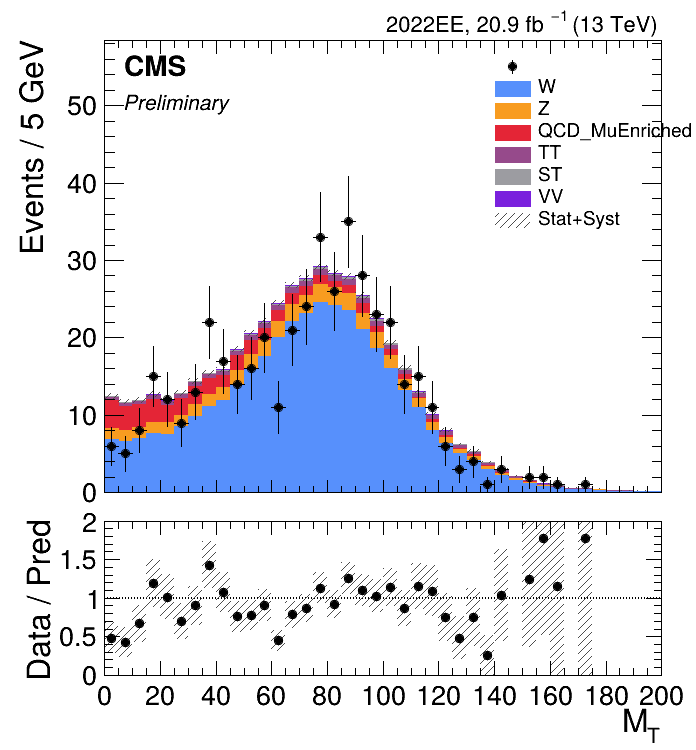 2022EE, 20.9 fb⁻¹ (13 TeV)
CMS
Preliminary
W
Z
QCD_MuEnriched
TT
ST
VV
Stat+Syst
Events / 5 GeV
50
40
30
20
10
0
Data / Pred
2
1.5
1
0.5
0
0 20 40 60 80 100 120 140 160 180 200
M_T